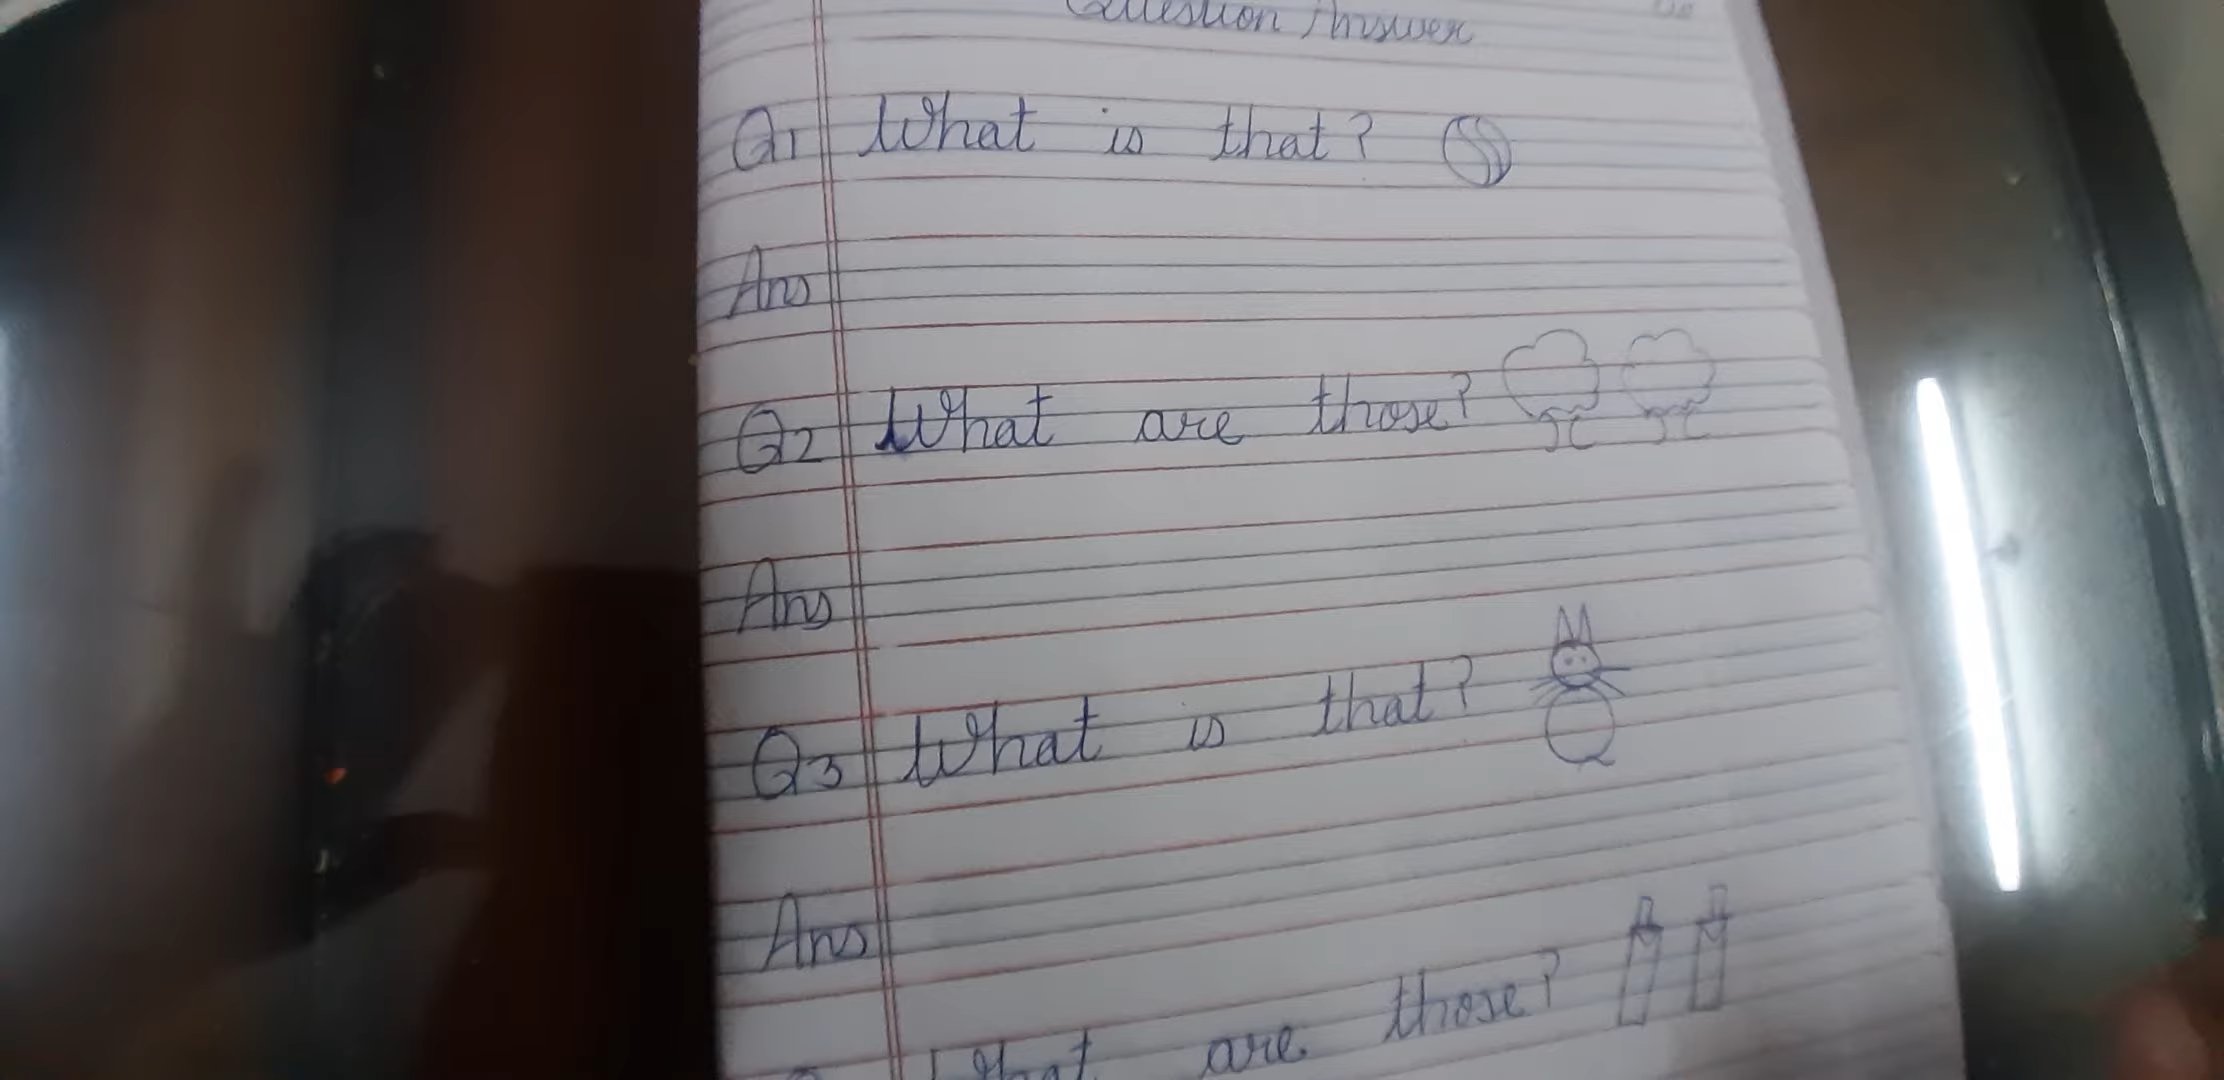 Question Answer
Q1 What is that?
Ans
Q2 What are those?
Ans
Q3 What is that?
Ans
What are those?